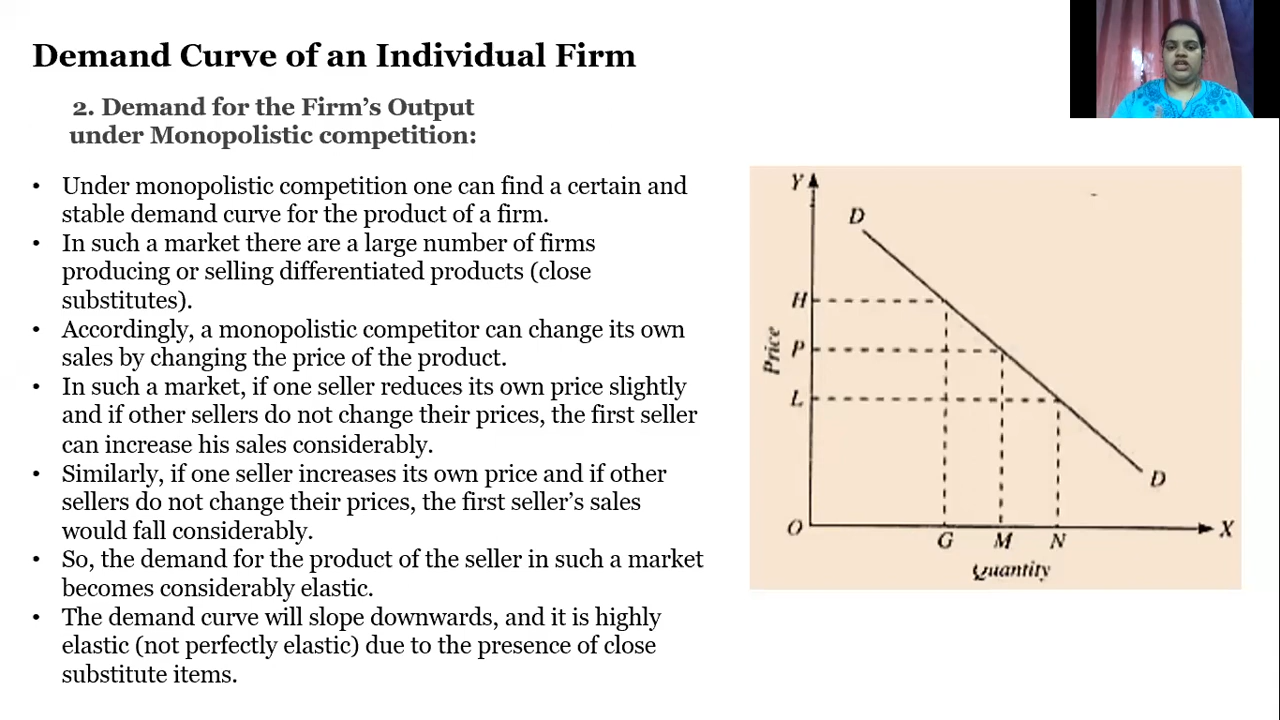 Demand Curve of an Individual Firm
2. Demand for the Firm's Output
under Monopolistic competition:
• Under monopolistic competition one can find a certain and
stable demand curve for the product of a firm.
• In such a market there are a large number of firms
producing or selling differentiated products (close
substitutes).
• Accordingly, a monopolistic competitor can change its own
sales by changing the price of the product.
• In such a market, if one seller reduces its own price slightly
and if other sellers do not change their prices, the first seller
can increase his sales considerably.
• Similarly, if one seller increases its own price and if other
sellers do not change their prices, the first seller's sales
would fall considerably.
• So, the demand for the product of the seller in such a market
becomes considerably elastic.
• The demand curve will slope downwards, and it is highly
elastic (not perfectly elastic) due to the presence of close
substitute items.
Y
D
H
Price
P
L
D
O
X
G M N
Quantity